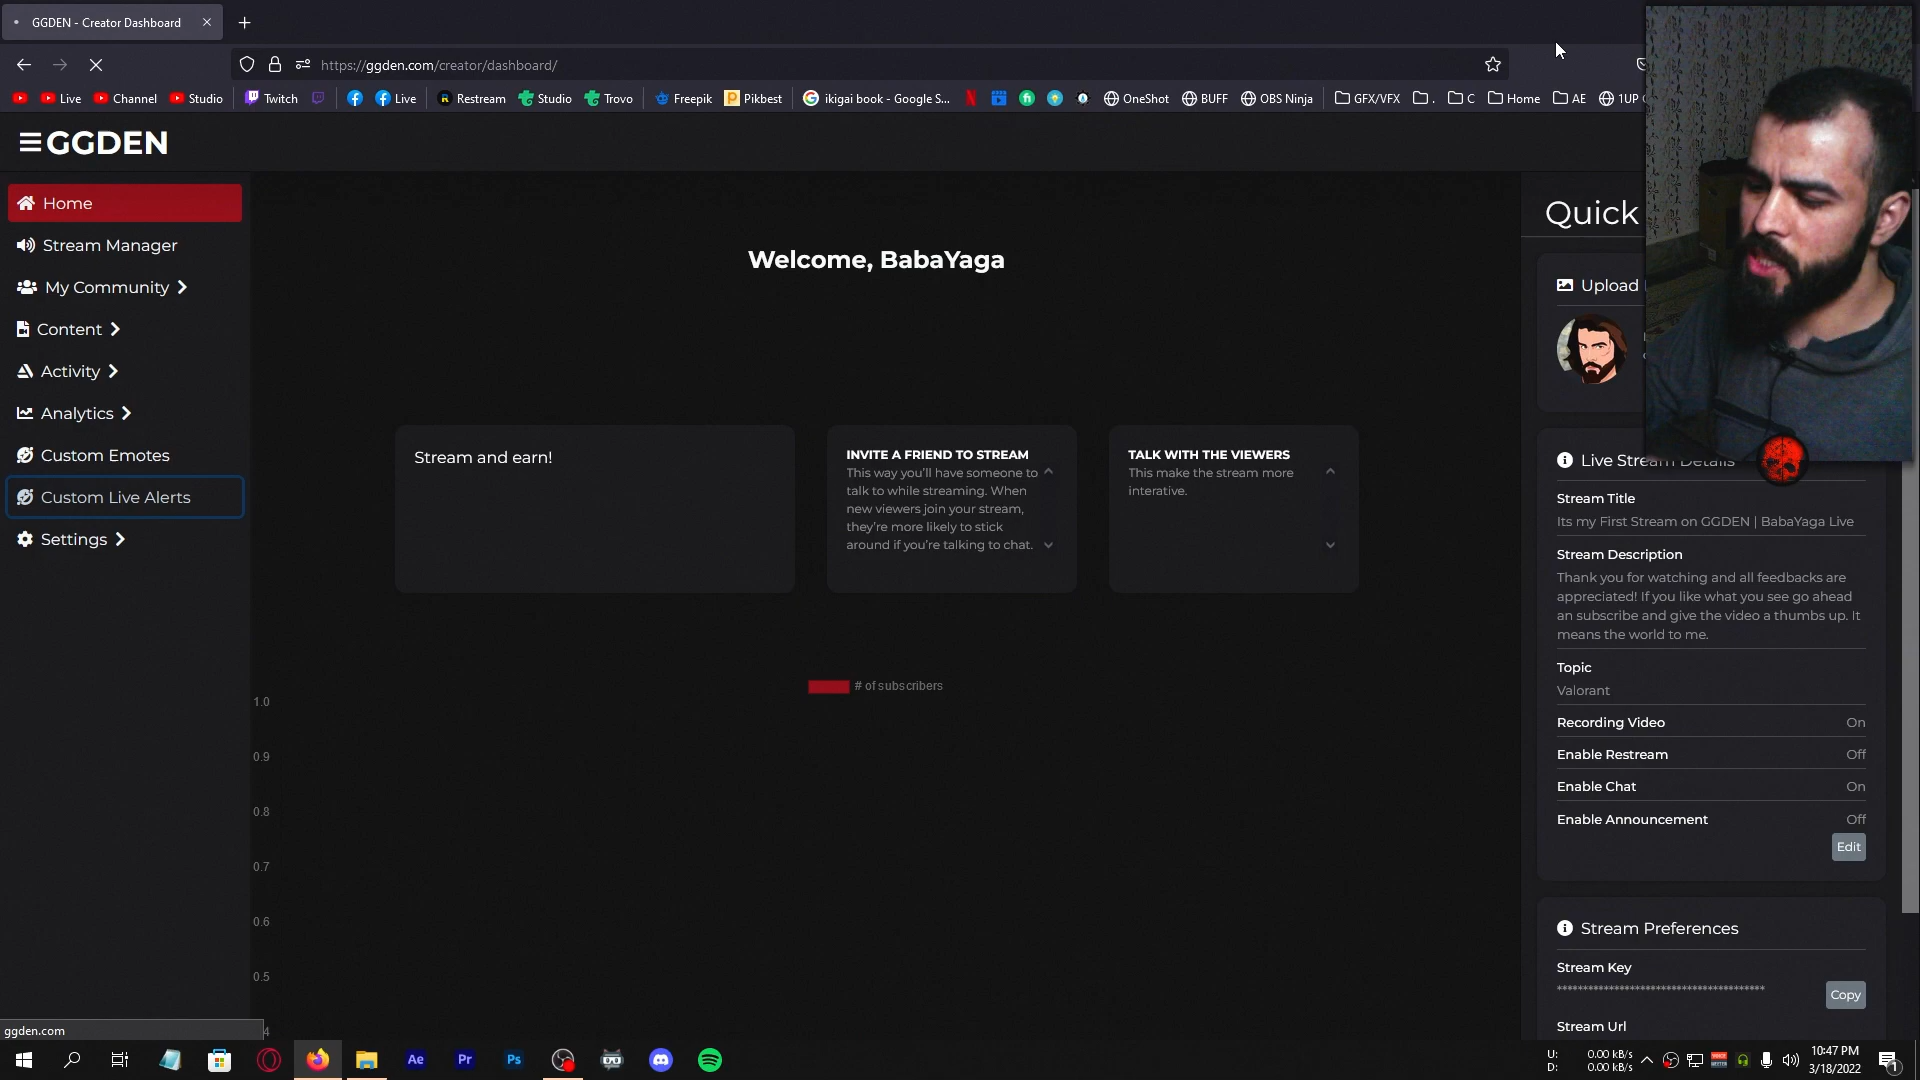 GGDEN - Creator Dashboard
https://ggden.com/creator/dashboard/
Live
Channel
Studio
Twitch
Live
Restream
Studio
Trovo
Freepik
Pikbest
ikigai book - Google S...
OneShot
BUFF
OBS Ninja
GFX/VFX
.
C
Home
AE
1UP
GGDEN
Home
Stream Manager
My Community
Content
Activity
Analytics
Custom Emotes
Custom Live Alerts
Settings
Welcome, BabaYaga
Stream and earn!
INVITE A FRIEND TO STREAM
This way you'll have someone to
talk to while streaming. When
new viewers join your stream,
they're more likely to stick
around if you're talking to chat.
TALK WITH THE VIEWERS
This make the stream more
interative.
# of subscribers
1.0
0.9
0.8
0.7
0.6
0.5
4
Quick
Upload
Live Stream Details
Stream Title
Its my First Stream on GGDEN | BabaYaga Live
Stream Description
Thank you for watching and all feedbacks are
appreciated! If you like what you see go ahead
an subscribe and give the video a thumbs up. It
means the world to me.
Topic
Valorant
Recording Video On
Enable Restream Off
Enable Chat On
Enable Announcement Off
Edit
Stream Preferences
Stream Key
****************************************
Copy
Stream Url
ggden.com
Ae
Pr
Ps
U: 0.00 kB/s
D: 0.00 kB/s
10:47 PM
3/18/2022
1